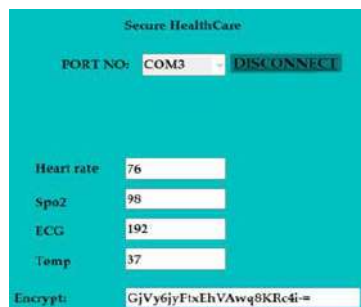 Secure HealthCare
PORT NO: COM3 DISCONNECT
Heart rate 76
Spo2 98
ECG 192
Temp 37
Encrypt: GjVy6jyFtxEhVAwq8KRc4i-=